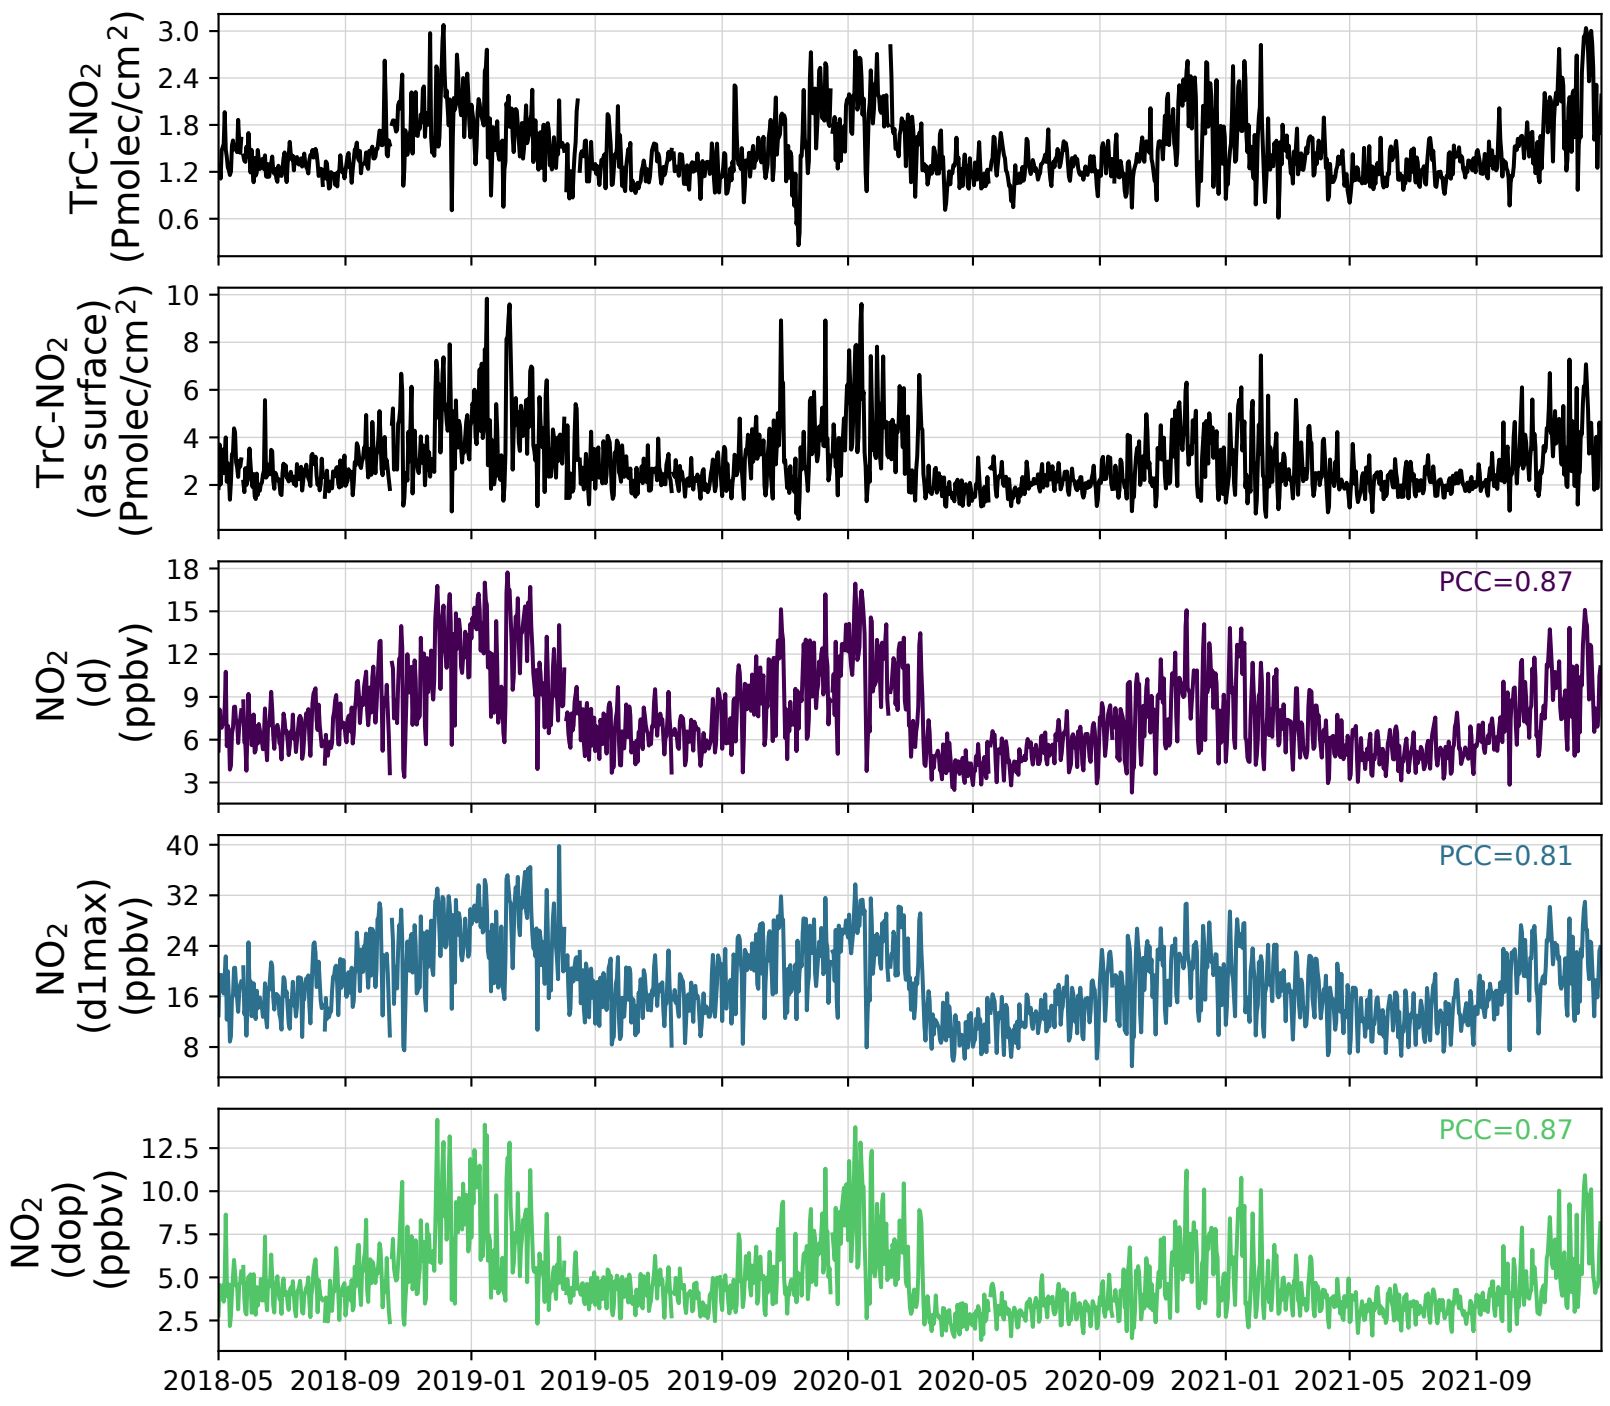 TrC-NO2
(Pmolec/cm2)
3.0
2.4
1.8
1.2
0.6
TrC-NO2
(as surface)
(Pmolec/cm2)
10
8
6
4
2
NO2
(d)
(ppbv)
18
15
12
9
6
3
PCC=0.87
NO2
(d1max)
(ppbv)
40
32
24
16
8
PCC=0.81
NO2
(dop)
(ppbv)
12.5
10.0
7.5
5.0
2.5
PCC=0.87
2018-05 2018-09 2019-01 2019-05 2019-09 2020-01 2020-05 2020-09 2021-01 2021-05 2021-09